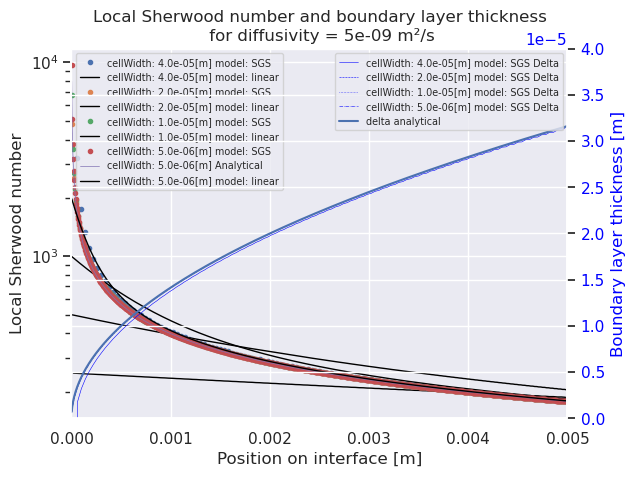 Local Sherwood number and boundary layer thickness
for diffusivity = 5e-09 m²/s
1e−5
cellWidth: 4.0e-05[m] model: SGS
cellWidth: 4.0e-05[m] model: linear
cellWidth: 2.0e-05[m] model: SGS
cellWidth: 2.0e-05[m] model: linear
cellWidth: 1.0e-05[m] model: SGS
cellWidth: 1.0e-05[m] model: linear
cellWidth: 5.0e-06[m] model: SGS
cellWidth: 5.0e-06[m] Analytical
cellWidth: 5.0e-06[m] model: linear
cellWidth: 4.0e-05[m] model: SGS Delta
cellWidth: 2.0e-05[m] model: SGS Delta
cellWidth: 1.0e-05[m] model: SGS Delta
cellWidth: 5.0e-06[m] model: SGS Delta
delta analytical
Local Sherwood number
10⁴
10³
4.0
3.5
3.0
2.5
2.0
1.5
1.0
0.5
0.0
Boundary layer thickness [m]
0.000 0.001 0.002 0.003 0.004 0.005
Position on interface [m]